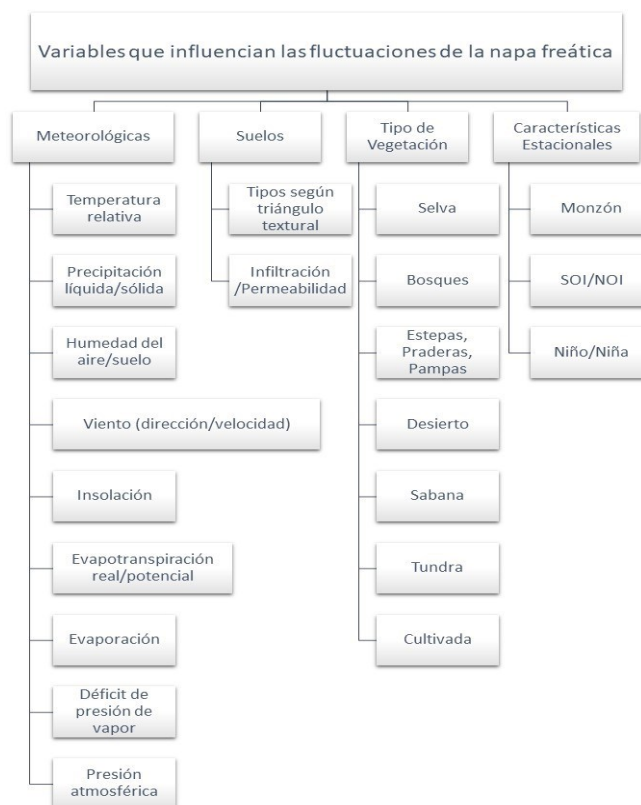 Variables que influencian las fluctuaciones de la napa freática
Meteorológicas
Temperatura
relativa
Precipitación
líquida/sólida
Humedad del
aire/suelo
Viento (dirección/velocidad)
Insolación
Evapotranspiración
real/potencial
Evaporación
Déficit de
presión de
vapor
Presión
atmosférica
Suelos
Tipos según
triángulo
textural
Infiltración
/Permeabilidad
Tipo de
Vegetación
Selva
Bosques
Estepas,
Praderas,
Pampas
Desierto
Sabana
Tundra
Cultivada
Características
Estacionales
Monzón
SOI/NOI
Niño/Niña